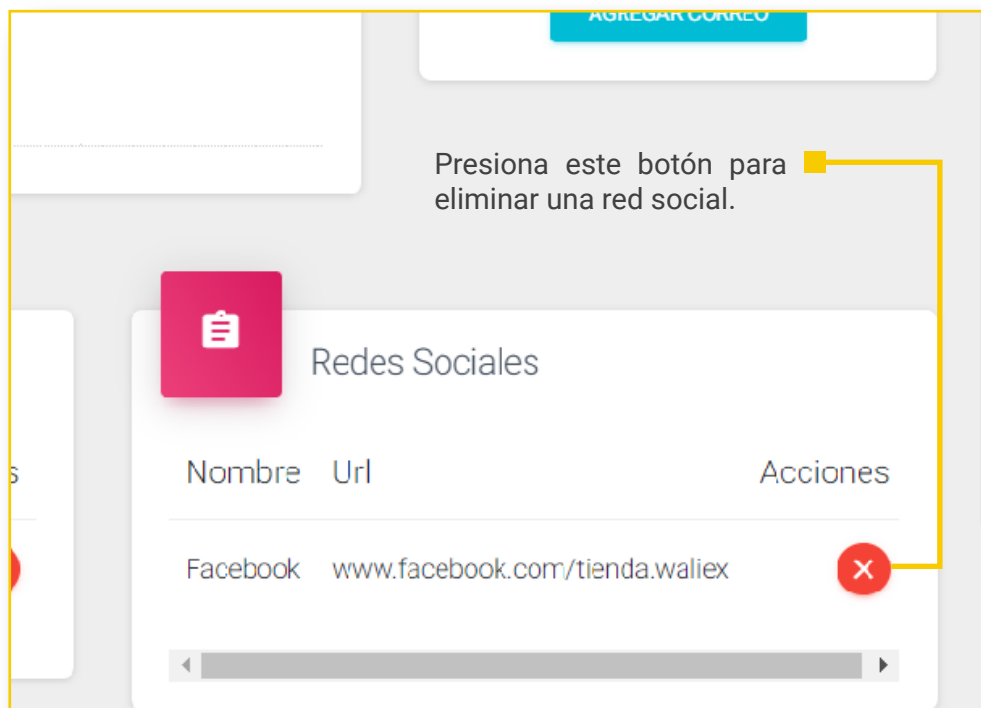 AGREGAR CORREO
Presiona este botón para
eliminar una red social.
Redes Sociales
s
Nombre Url Acciones
Facebook www.facebook.com/tienda.waliex